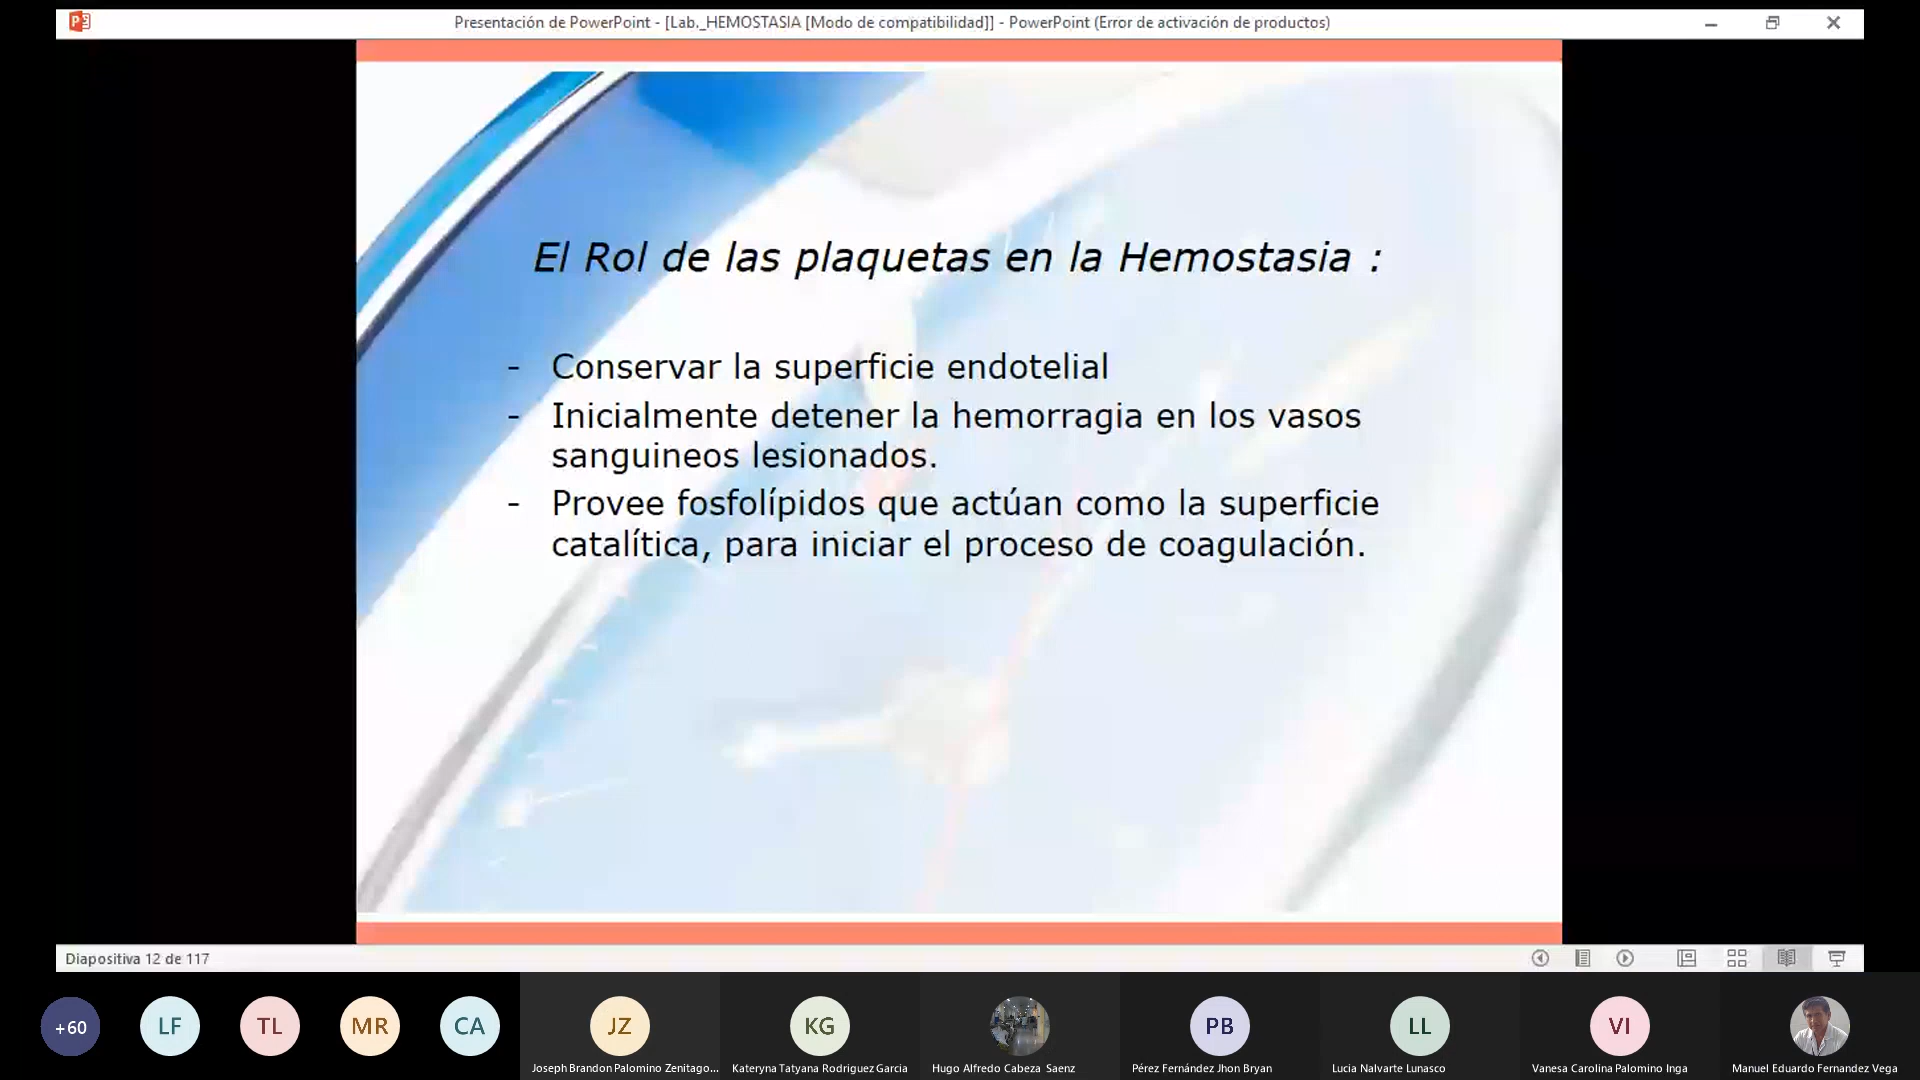 Presentación de PowerPoint - [Lab._HEMOSTASIA [Modo de compatibilidad]] - PowerPoint (Error de activación de productos)
El Rol de las plaquetas en la Hemostasia :
- Conservar la superficie endotelial
- Inicialmente detener la hemorragia en los vasos
sanguineos lesionados.
- Provee fosfolípidos que actúan como la superficie
catalítica, para iniciar el proceso de coagulación.
Diapositiva 12 de 117
+60
LF
TL
MR
CA
JZ
KG
PB
LL
VI
Joseph Brandon Palomino Zenitago...
Kateryna Tatyana Rodriguez Garcia
Hugo Alfredo Cabeza Saenz
Pérez Fernández Jhon Bryan
Lucia Nalvarte Lunasco
Vanesa Carolina Palomino Inga
Manuel Eduardo Fernandez Vega